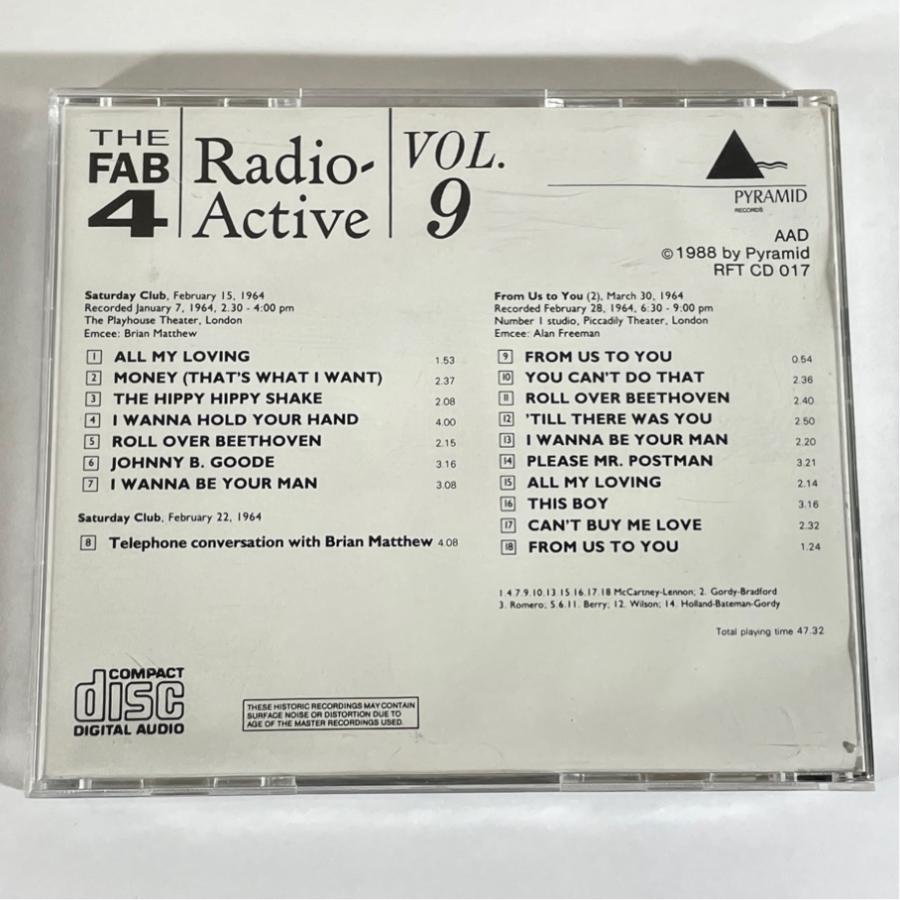 THE
FAB
4
Radio-
Active
VOL.
9
PYRAMID
RECORDS
AAD
©1988 by Pyramid
RFT CD 017
Saturday Club, February 15, 1964
Recorded January 7, 1964, 2.30 - 4:00 pm
The Playhouse Theater, London
Emcee: Brian Matthew
1 ALL MY LOVING 1.53
2 MONEY (THAT'S WHAT I WANT) 2.37
3 THE HIPPY HIPPY SHAKE 2.08
4 I WANNA HOLD YOUR HAND 4.00
5 ROLL OVER BEETHOVEN 2.15
6 JOHNNY B. GOODE 3.16
7 I WANNA BE YOUR MAN 3.08
Saturday Club, February 22, 1964
8 Telephone conversation with Brian Matthew 4.08
From Us to You (2), March 30, 1964
Recorded February 28, 1964, 6:30 - 9:00 pm
Number 1 studio, Piccadilly Theater, London
Emcee: Alan Freeman
9 FROM US TO YOU 0.54
10 YOU CAN'T DO THAT 2.36
11 ROLL OVER BEETHOVEN 2.40
12 'TILL THERE WAS YOU 2.50
13 I WANNA BE YOUR MAN 2.20
14 PLEASE MR. POSTMAN 3.21
15 ALL MY LOVING 2.14
16 THIS BOY 3.16
17 CAN'T BUY ME LOVE 2.32
18 FROM US TO YOU 1.24
1.4.7.9.10.13.15 16.17.18 McCartney-Lennon; 2. Gordy-Bradford
3. Romero; 5.6.11. Berry; 12. Wilson; 14. Holland-Bateman-Gordy
Total playing time 47.32
COMPACT
disc
DIGITAL AUDIO
THESE HISTORIC RECORDINGS MAY CONTAIN
SURFACE NOISE OR DISTORTION DUE TO
AGE OF THE MASTER RECORDINGS USED.